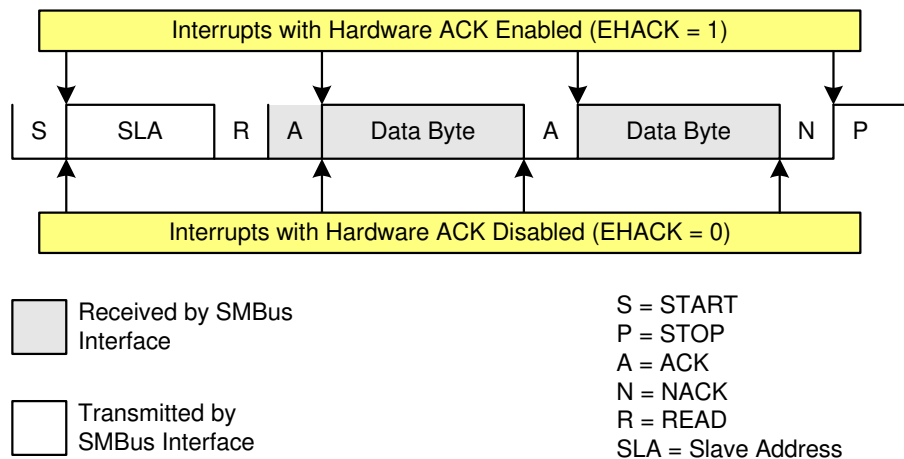 Interrupts with Hardware ACK Enabled (EHACK = 1)
S SLA R A Data Byte A Data Byte N P
Interrupts with Hardware ACK Disabled (EHACK = 0)
Received by SMBus
Interface
Transmitted by
SMBus Interface
S = START
P = STOP
A = ACK
N = NACK
R = READ
SLA = Slave Address